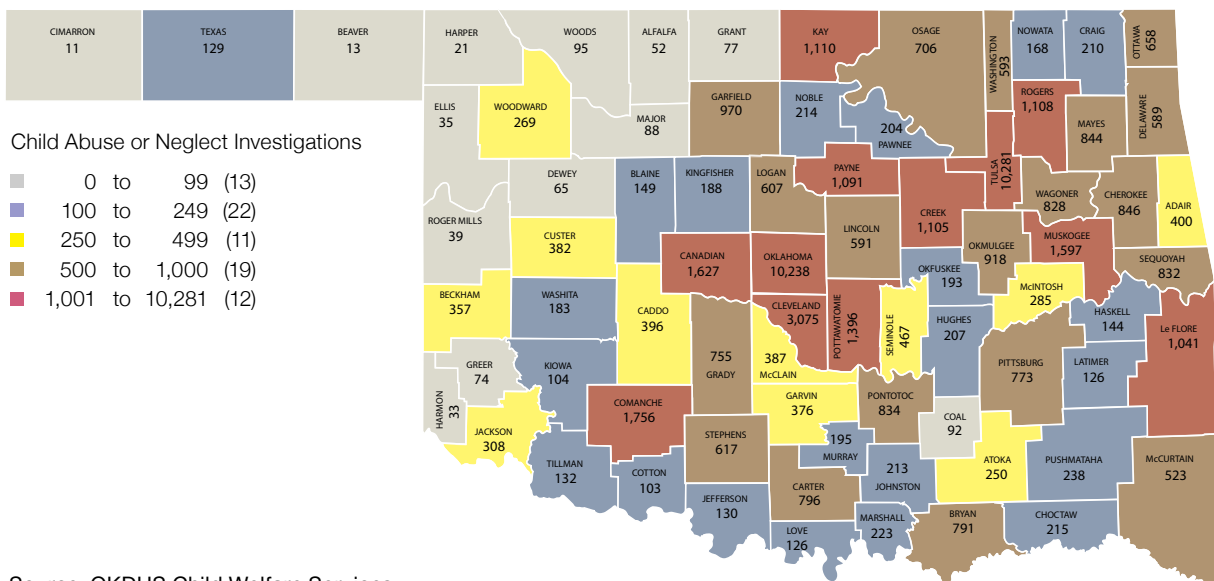 CIMARRON
11
TEXAS
129
BEAVER
13
HARPER
21
WOODS
95
ALFALFA
52
GRANT
77
KAY
1,110
OSAGE
706
WASHINGTON
593
NOWATA
168
CRAIG
210
OTTAWA
658
ELLIS
35
WOODWARD
269
MAJOR
88
GARFIELD
970
NOBLE
214
204
PAWNEE
ROGERS
1,108
MAYES
844
DELAWARE
589
Child Abuse or Neglect Investigations
0 to 99 (13)
100 to 249 (22)
250 to 499 (11)
500 to 1,000 (19)
1,001 to 10,281 (12)
DEWEY
65
BLAINE
149
KINGFISHER
188
LOGAN
607
PAYNE
1,091
CREEK
1,105
TULSA
10,281
WAGONER
828
CHEROKEE
846
ADAIR
400
ROGER MILLS
39
CUSTER
382
CANADIAN
1,627
OKLAHOMA
10,238
LINCOLN
591
OKMULGEE
918
MUSKOGEE
1,597
SEQUOYAH
832
BECKHAM
357
WASHITA
183
CADDO
396
CLEVELAND
3,075
POTTAWATOMIE
1,396
SEMINOLE
467
OKFUSKEE
193
McINTOSH
285
HASKELL
144
Le FLORE
1,041
HUGHES
207
GREER
74
KIOWA
104
755
GRADY
387
McCLAIN
PITTSBURG
773
LATIMER
126
HARMON
33
JACKSON
308
COMANCHE
1,756
GARVIN
376
PONTOTOC
834
COAL
92
STEPHENS
617
195
MURRAY
TILLMAN
132
COTTON
103
213
JOHNSTON
ATOKA
250
PUSHMATAHA
238
McCURTAIN
523
CARTER
796
JEFFERSON
130
LOVE
126
MARSHALL
223
BRYAN
791
CHOCTAW
215
Source: OKDHS Child Welfare Services